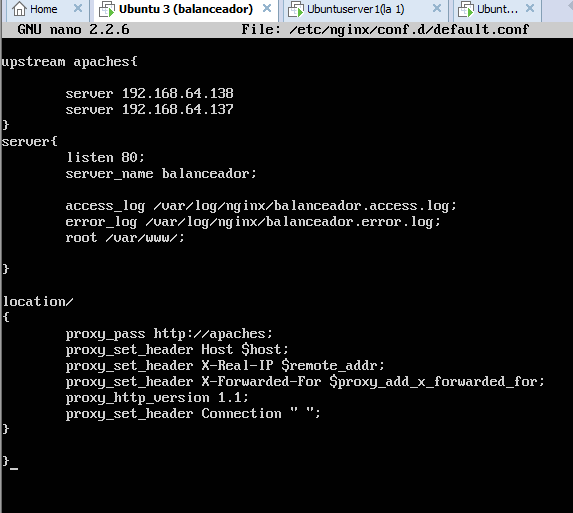 Home
Ubuntu 3 (balanceador)
Ubuntuserver1(la 1)
Ubunt...
GNU nano 2.2.6 File: /etc/nginx/conf.d/default.conf
upstream apaches{
server 192.168.64.138
server 192.168.64.137
}
server{
listen 80;
server_name balanceador;
access_log /var/log/nginx/balanceador.access.log;
error_log /var/log/nginx/balanceador.error.log;
root /var/www/;
}
location/
{
proxy_pass http://apaches;
proxy_set_header Host $host;
proxy_set_header X-Real-IP $remote_addr;
proxy_set_header X-Forwarded-For $proxy_add_x_forwarded_for;
proxy_http_version 1.1;
proxy_set_header Connection " ";
}
}